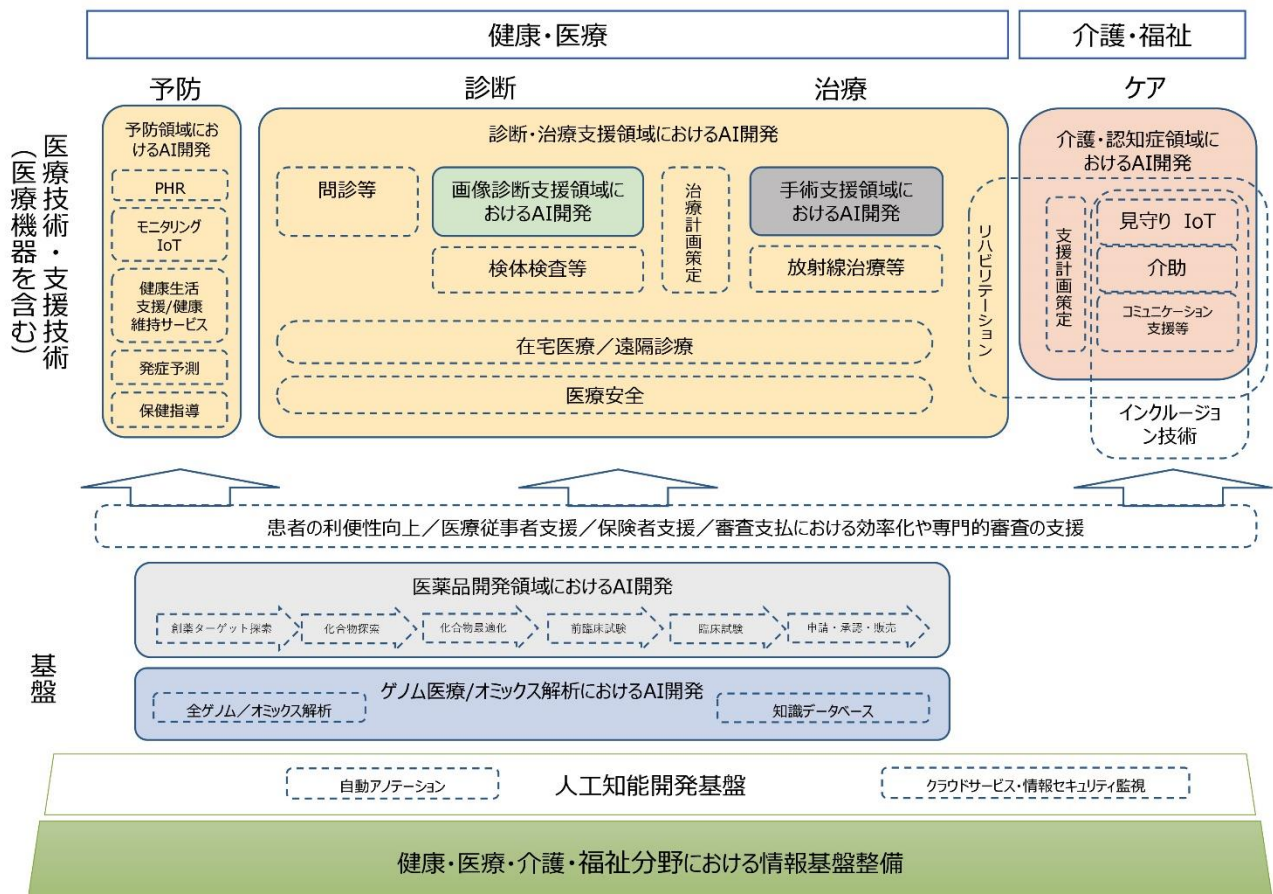 健康・医療
介護・福祉
予防
診断
治療
ケア
医療技術・支援技術
(医療機器を含む)
予防領域にお
けるAI開発
PHR
モニタリング
IoT
健康生活
支援/健康
維持サービス
発症予測
保健指導
診断・治療支援領域におけるAI開発
問診等
画像診断支援領域に
おけるAI開発
検体検査等
治療計画策定
手術支援領域に
おけるAI開発
放射線治療等
在宅医療／遠隔診療
医療安全
リハビリテーション
介護・認知症領域に
おけるAI開発
支援計画策定
見守り IoT
介助
コミュニケーション
支援等
インクルージョ
ン技術
患者の利便性向上／医療従事者支援／保険者支援／審査支払における効率化や専門的審査の支援
基盤
医薬品開発領域におけるAI開発
創薬ターゲット探索
化合物探索
化合物最適化
前臨床試験
臨床試験
申請・承認・販売
ゲノム医療/オミックス解析におけるAI開発
全ゲノム／オミックス解析
知識データベース
自動アノテーション
人工知能開発基盤
クラウドサービス・情報セキュリティ監視
健康・医療・介護・福祉分野における情報基盤整備